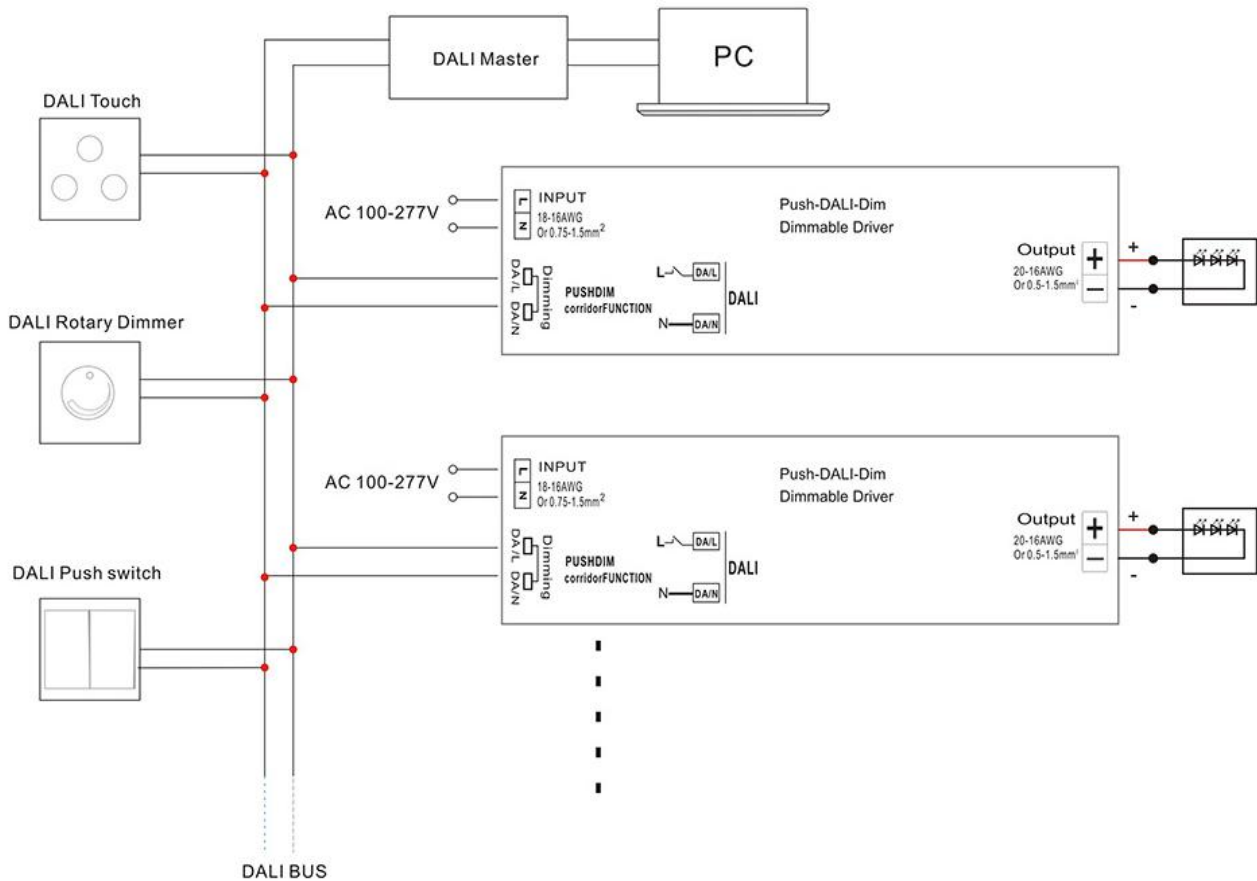 PC
DALI Master
DALI Touch
INPUT
18-16AWG
Or 0.75-1.5mm²
AC 100-277V
L
N
Push-DALI-Dim
Dimmable Driver
Output
20-16AWG
Or 0.5-1.5mm²
+
−
+
-
DA/L
DA/N
Dimming
PUSHDIM
corridorFUNCTION
L
DA/L
N
DA/N
DALI
DALI Rotary Dimmer
AC 100-277V
L
N
INPUT
18-16AWG
Or 0.75-1.5mm²
Push-DALI-Dim
Dimmable Driver
Output
20-16AWG
Or 0.5-1.5mm²
+
−
+
-
DA/L
DA/N
Dimming
PUSHDIM
corridorFUNCTION
L
DA/L
N
DA/N
DALI
DALI Push switch
DALI BUS